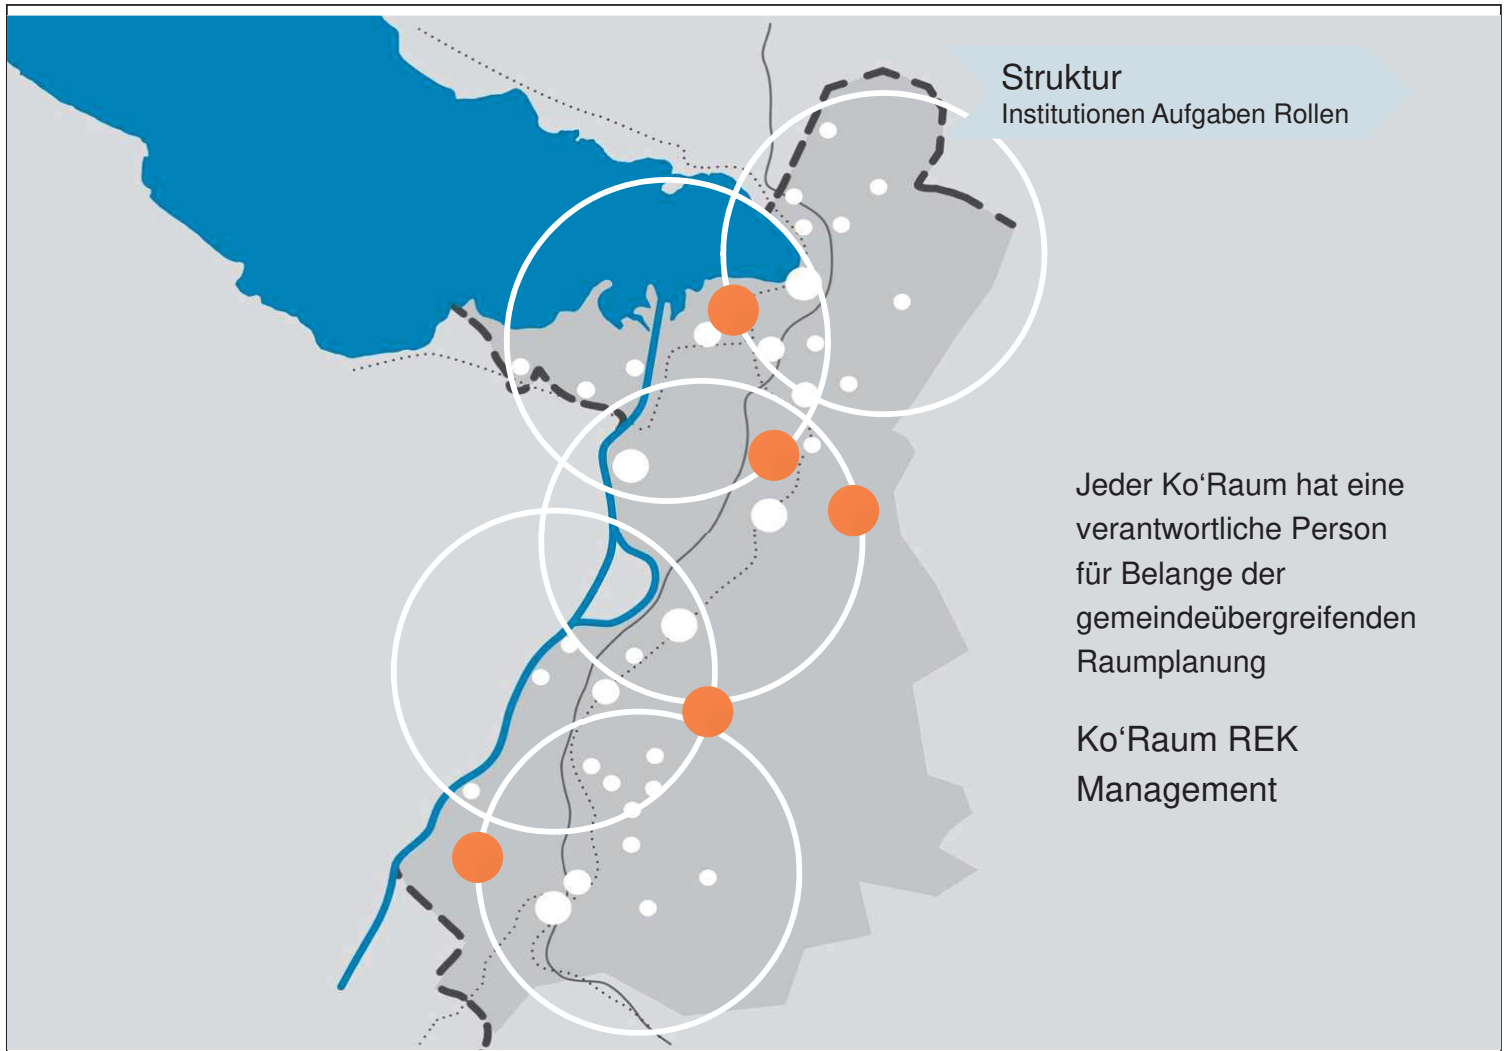 Struktur
Institutionen Aufgaben Rollen
Jeder Ko‘Raum hat eine
verantwortliche Person
für Belange der
gemeindeübergreifenden
Raumplanung
Ko‘Raum REK
Management